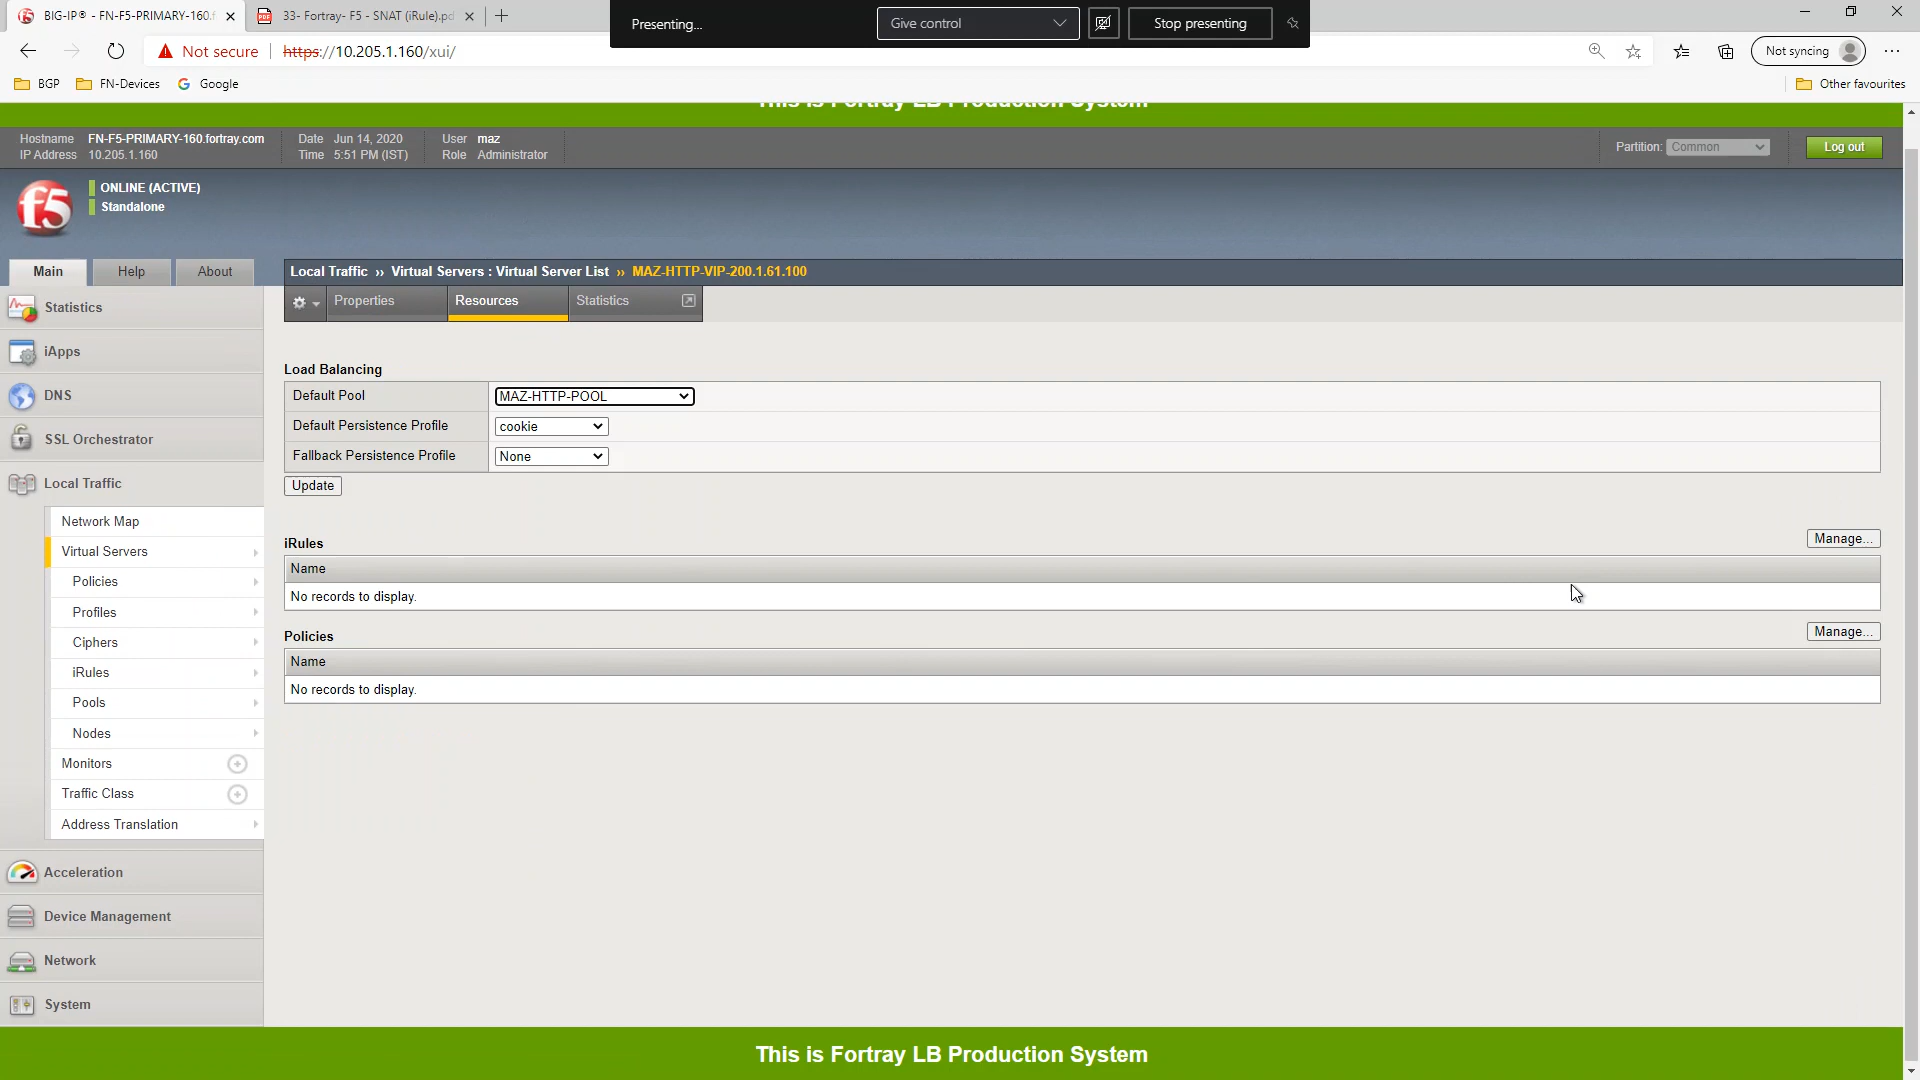 BIG-IP® - FN-F5-PRIMARY-160.f
33- Fortray- F5 - SNAT (iRule).pd
Presenting...
Give control
Stop presenting
Not secure
https://10.205.1.160/xui/
Not syncing
BGP
FN-Devices
Google
Other favourites
This is Fortray LB Production System
Hostname FN-F5-PRIMARY-160.fortray.com
IP Address 10.205.1.160
Date Jun 14, 2020
Time 5:51 PM (IST)
User maz
Role Administrator
Partition: Common
Log out
f5
ONLINE (ACTIVE)
Standalone
Main
Help
About
Local Traffic ›› Virtual Servers : Virtual Server List ›› MAZ-HTTP-VIP-200.1.61.100
Properties
Resources
Statistics
Statistics
iApps
DNS
SSL Orchestrator
Local Traffic
Network Map
Virtual Servers
Policies
Profiles
Ciphers
iRules
Pools
Nodes
Monitors
Traffic Class
Address Translation
Acceleration
Device Management
Network
System
Load Balancing
Default Pool MAZ-HTTP-POOL
Default Persistence Profile cookie
Fallback Persistence Profile None
Update
iRules
Manage...
Name
No records to display.
Policies
Manage...
Name
No records to display.
This is Fortray LB Production System